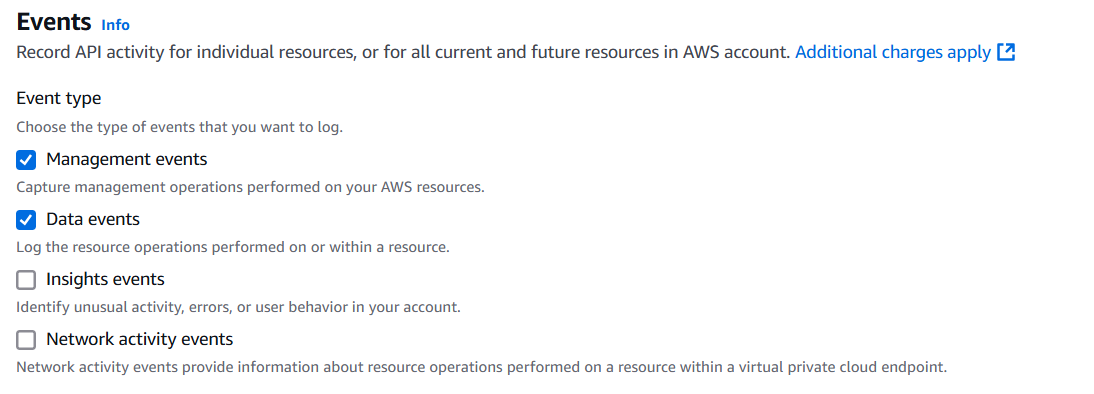 Events Info
Record API activity for individual resources, or for all current and future resources in AWS account. Additional charges apply
Event type
Choose the type of events that you want to log.
Management events
Capture management operations performed on your AWS resources.
Data events
Log the resource operations performed on or within a resource.
Insights events
Identify unusual activity, errors, or user behavior in your account.
Network activity events
Network activity events provide information about resource operations performed on a resource within a virtual private cloud endpoint.